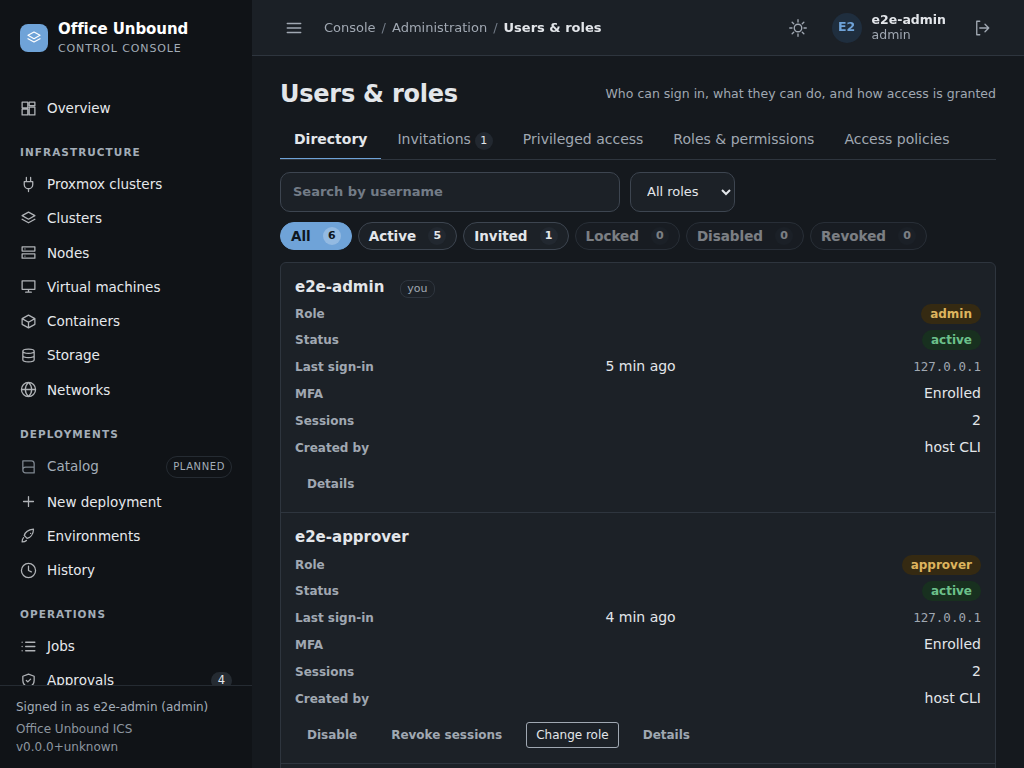 Office Unbound
CONTROL CONSOLE
Overview
INFRASTRUCTURE
Proxmox clusters
Clusters
Nodes
Virtual machines
Containers
Storage
Networks
DEPLOYMENTS
Catalog PLANNED
New deployment
Environments
History
OPERATIONS
Jobs
Approvals 4
Signed in as e2e-admin (admin)
Office Unbound ICS
v0.0.0+unknown
Console / Administration / Users & roles
E2 e2e-admin
admin
Users & roles
Who can sign in, what they can do, and how access is granted
Directory Invitations 1 Privileged access Roles & permissions Access policies
Search by username All roles
All 6 Active 5 Invited 1 Locked 0 Disabled 0 Revoked 0
e2e-admin you
Role admin
Status active
Last sign-in 5 min ago 127.0.0.1
MFA Enrolled
Sessions 2
Created by host CLI
Details
e2e-approver
Role approver
Status active
Last sign-in 4 min ago 127.0.0.1
MFA Enrolled
Sessions 2
Created by host CLI
Disable Revoke sessions Change role Details